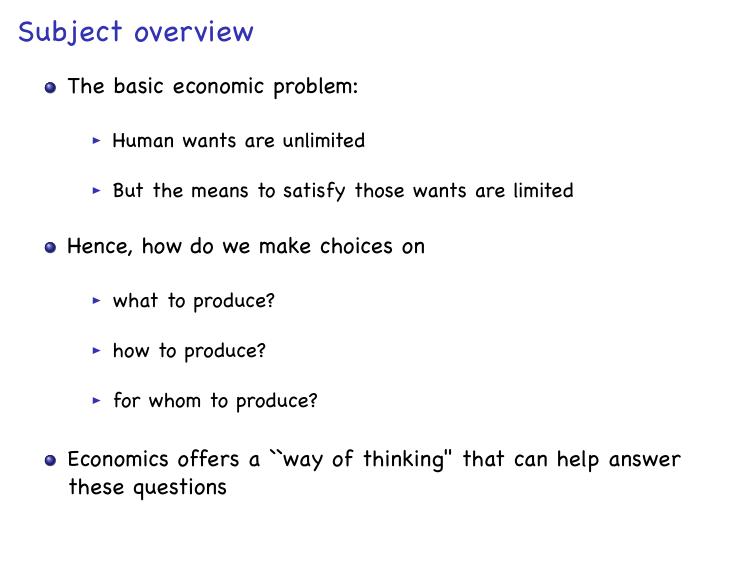 Subject overview
The basic economic problem:
Human wants are unlimited
But the means to satisfy those wants are limited
Hence, how do we make choices on
what to produce?
how to produce?
for whom to produce?
Economics offers a ``way of thinking" that can help answer
these questions